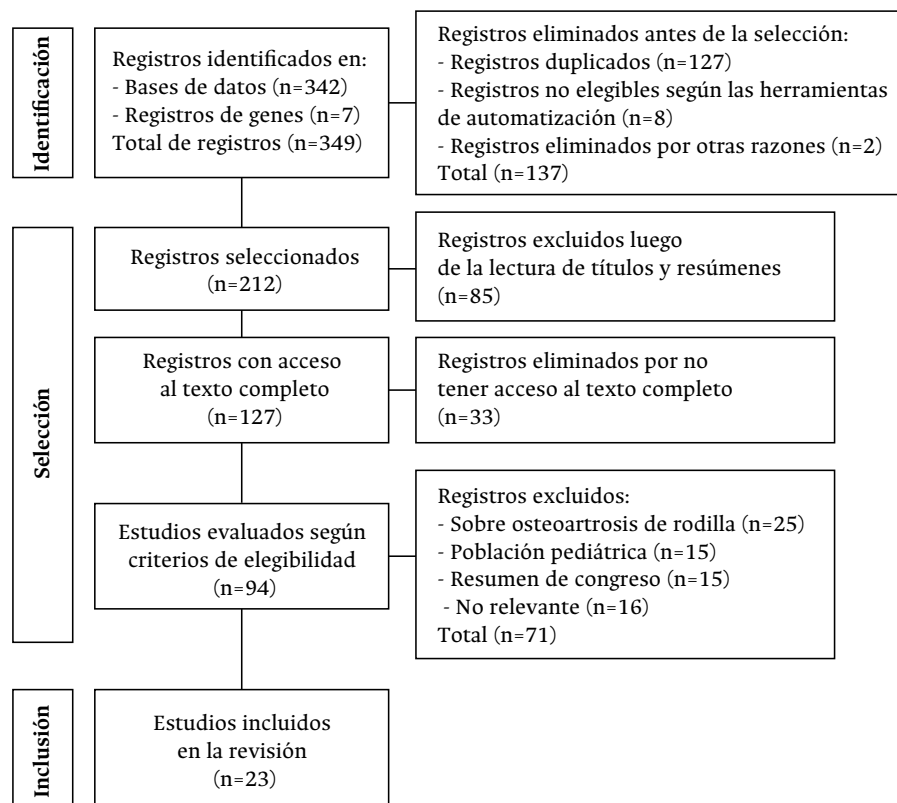 Identificación
Registros identificados en:
- Bases de datos (n=342)
- Registros de genes (n=7)
Total de registros (n=349)
Registros eliminados antes de la selección:
- Registros duplicados (n=127)
- Registros no elegibles según las herramientas
de automatización (n=8)
- Registros eliminados por otras razones (n=2)
Total (n=137)
Selección
Registros seleccionados
(n=212)
Registros excluidos luego
de la lectura de títulos y resúmenes
(n=85)
Registros con acceso
al texto completo
(n=127)
Registros eliminados por no
tener acceso al texto completo
(n=33)
Estudios evaluados según
criterios de elegibilidad
(n=94)
Registros excluidos:
- Sobre osteoartrosis de rodilla (n=25)
- Población pediátrica (n=15)
- Resumen de congreso (n=15)
- No relevante (n=16)
Total (n=71)
Inclusión
Estudios incluidos
en la revisión
(n=23)